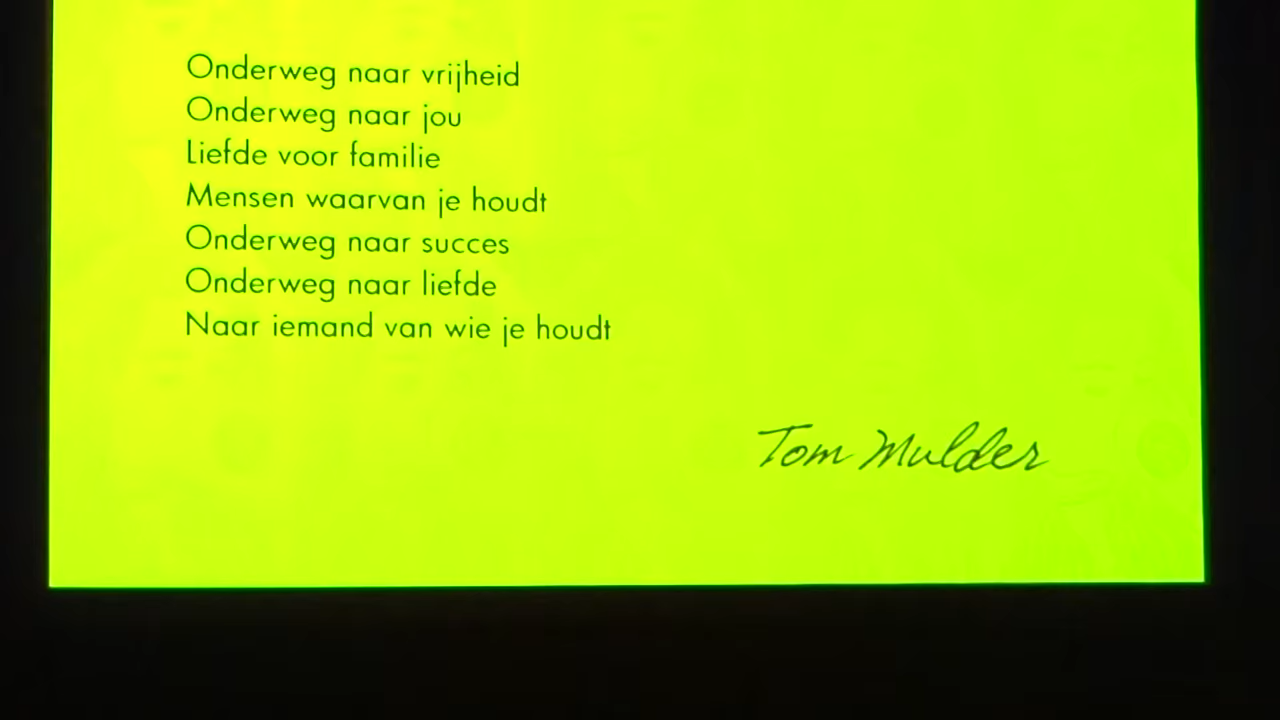 Onderweg naar vrijheid
Onderweg naar jou
Liefde voor familie
Mensen waarvan je houdt
Onderweg naar succes
Onderweg naar liefde
Naar iemand van wie je houdt
Tom Mulder